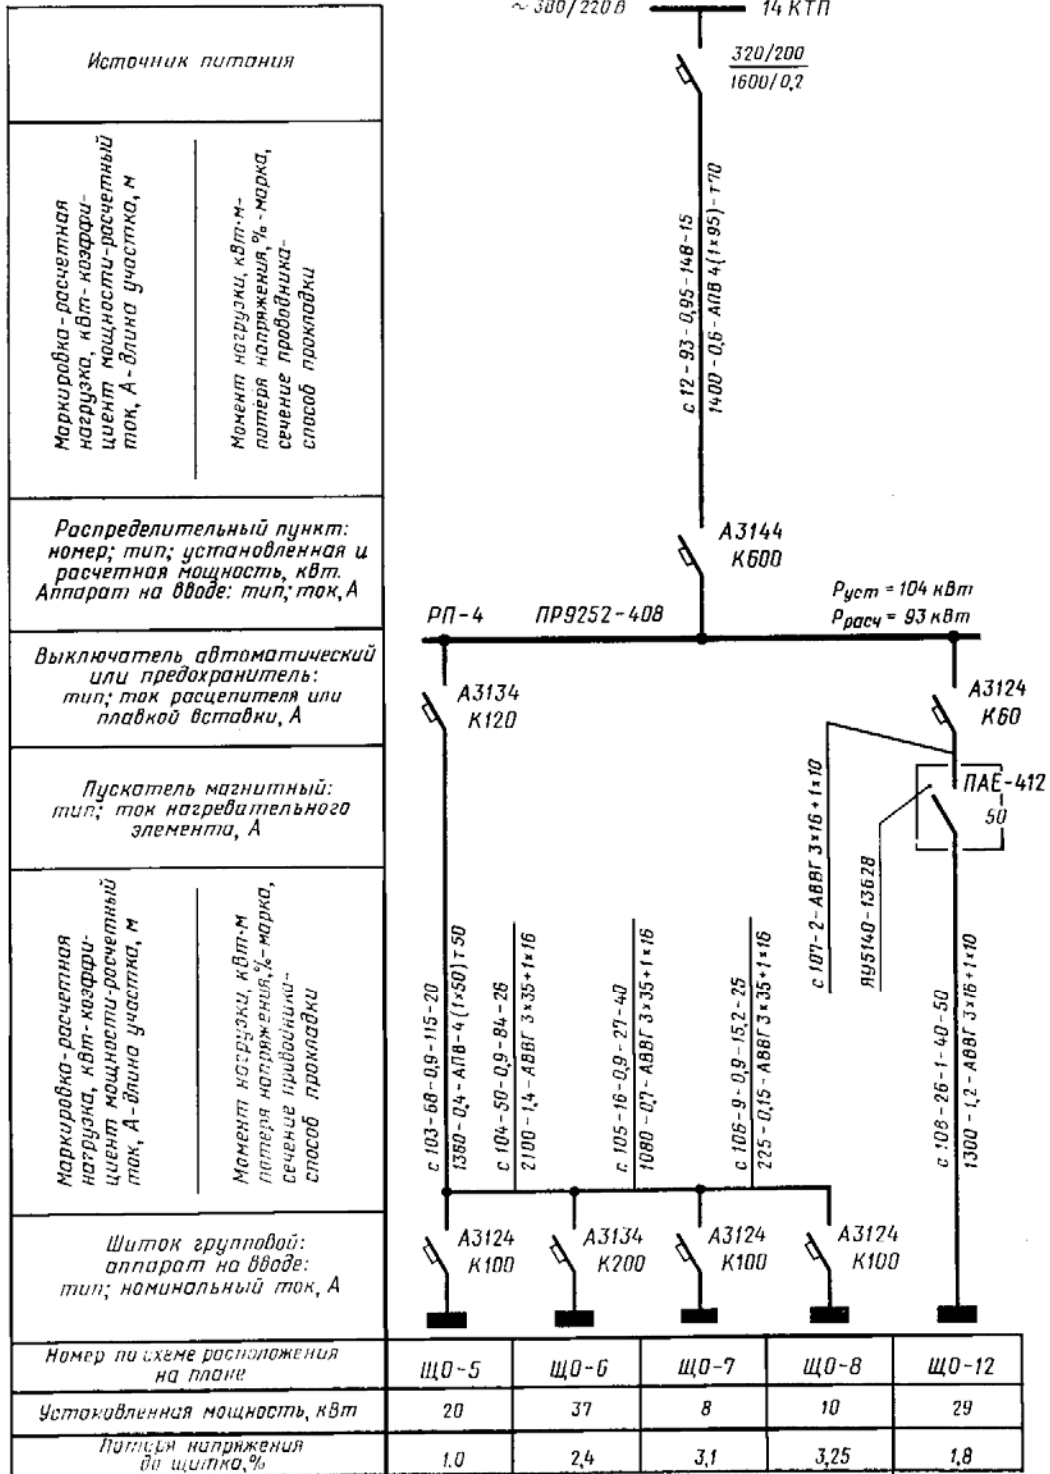 ~ 380/220 В
14 КТП
Источник питания
320/200
1600/0,2
Маркировка-расчетная
нагрузка, кВт-коэффи-
циент мощности-расчетный
ток, А-длина участка, м
Момент нагрузки, кВт·м-
потеря напряжения,%-марка,
сечение проводника-
способ прокладки
с 12-93-0,95-148-15
1400-0,6-АПВ 4(1×95)-т70
Распределительный пункт:
номер; тип; установленная и
расчетная мощность, кВт.
Аппарат на вводе: тип; ток, А
А3144
К600
РП-4
ПР9252-408
Руст = 104 кВт
Ррасч = 93 кВт
Выключатель автоматический
или предохранитель:
тип; ток расцепителя или
плавкой вставки, А
А3134
К120
А3124
К60
Пускатель магнитный:
тип; ток нагревательного
элемента, А
ПАЕ-412
50
с 107-2-АВВГ 3×16+1×10
ЯУ5140-13628
Маркировка-расчетная
нагрузка, кВт-коэффи-
циент мощности-расчетный
ток, А-длина участка, м
Момент нагрузки, кВт·м
потеря напряжения,%-марка,
сечение проводника-
способ прокладки
с 103-68-0,9-115-20
1360-0,4-АПВ-4(1×50) т50
с 104-50-0,9-84-26
2100-1,4-АВВГ 3×35+1×16
с 105-16-0,9-27-40
1080-0,7-АВВГ 3×35+1×16
с 106-9-0,9-15,2-25
225-0,15-АВВГ 3×35+1×16
с 108-26-1-40-50
1300-1,2-АВВГ 3×16+1×10
Шиток групповой:
аппарат на вводе:
тип; номинальный ток, А
А3124
К100
А3134
К200
А3124
К100
А3124
К100
Номер по схеме расположения
на плане
ЩО-5 ЩО-6 ЩО-7 ЩО-8 ЩО-12
Установленная мощность, кВт 20 37 8 10 29
Потеря напряжения
до щитка,%
1.0 2,4 3,1 3,25 1,8